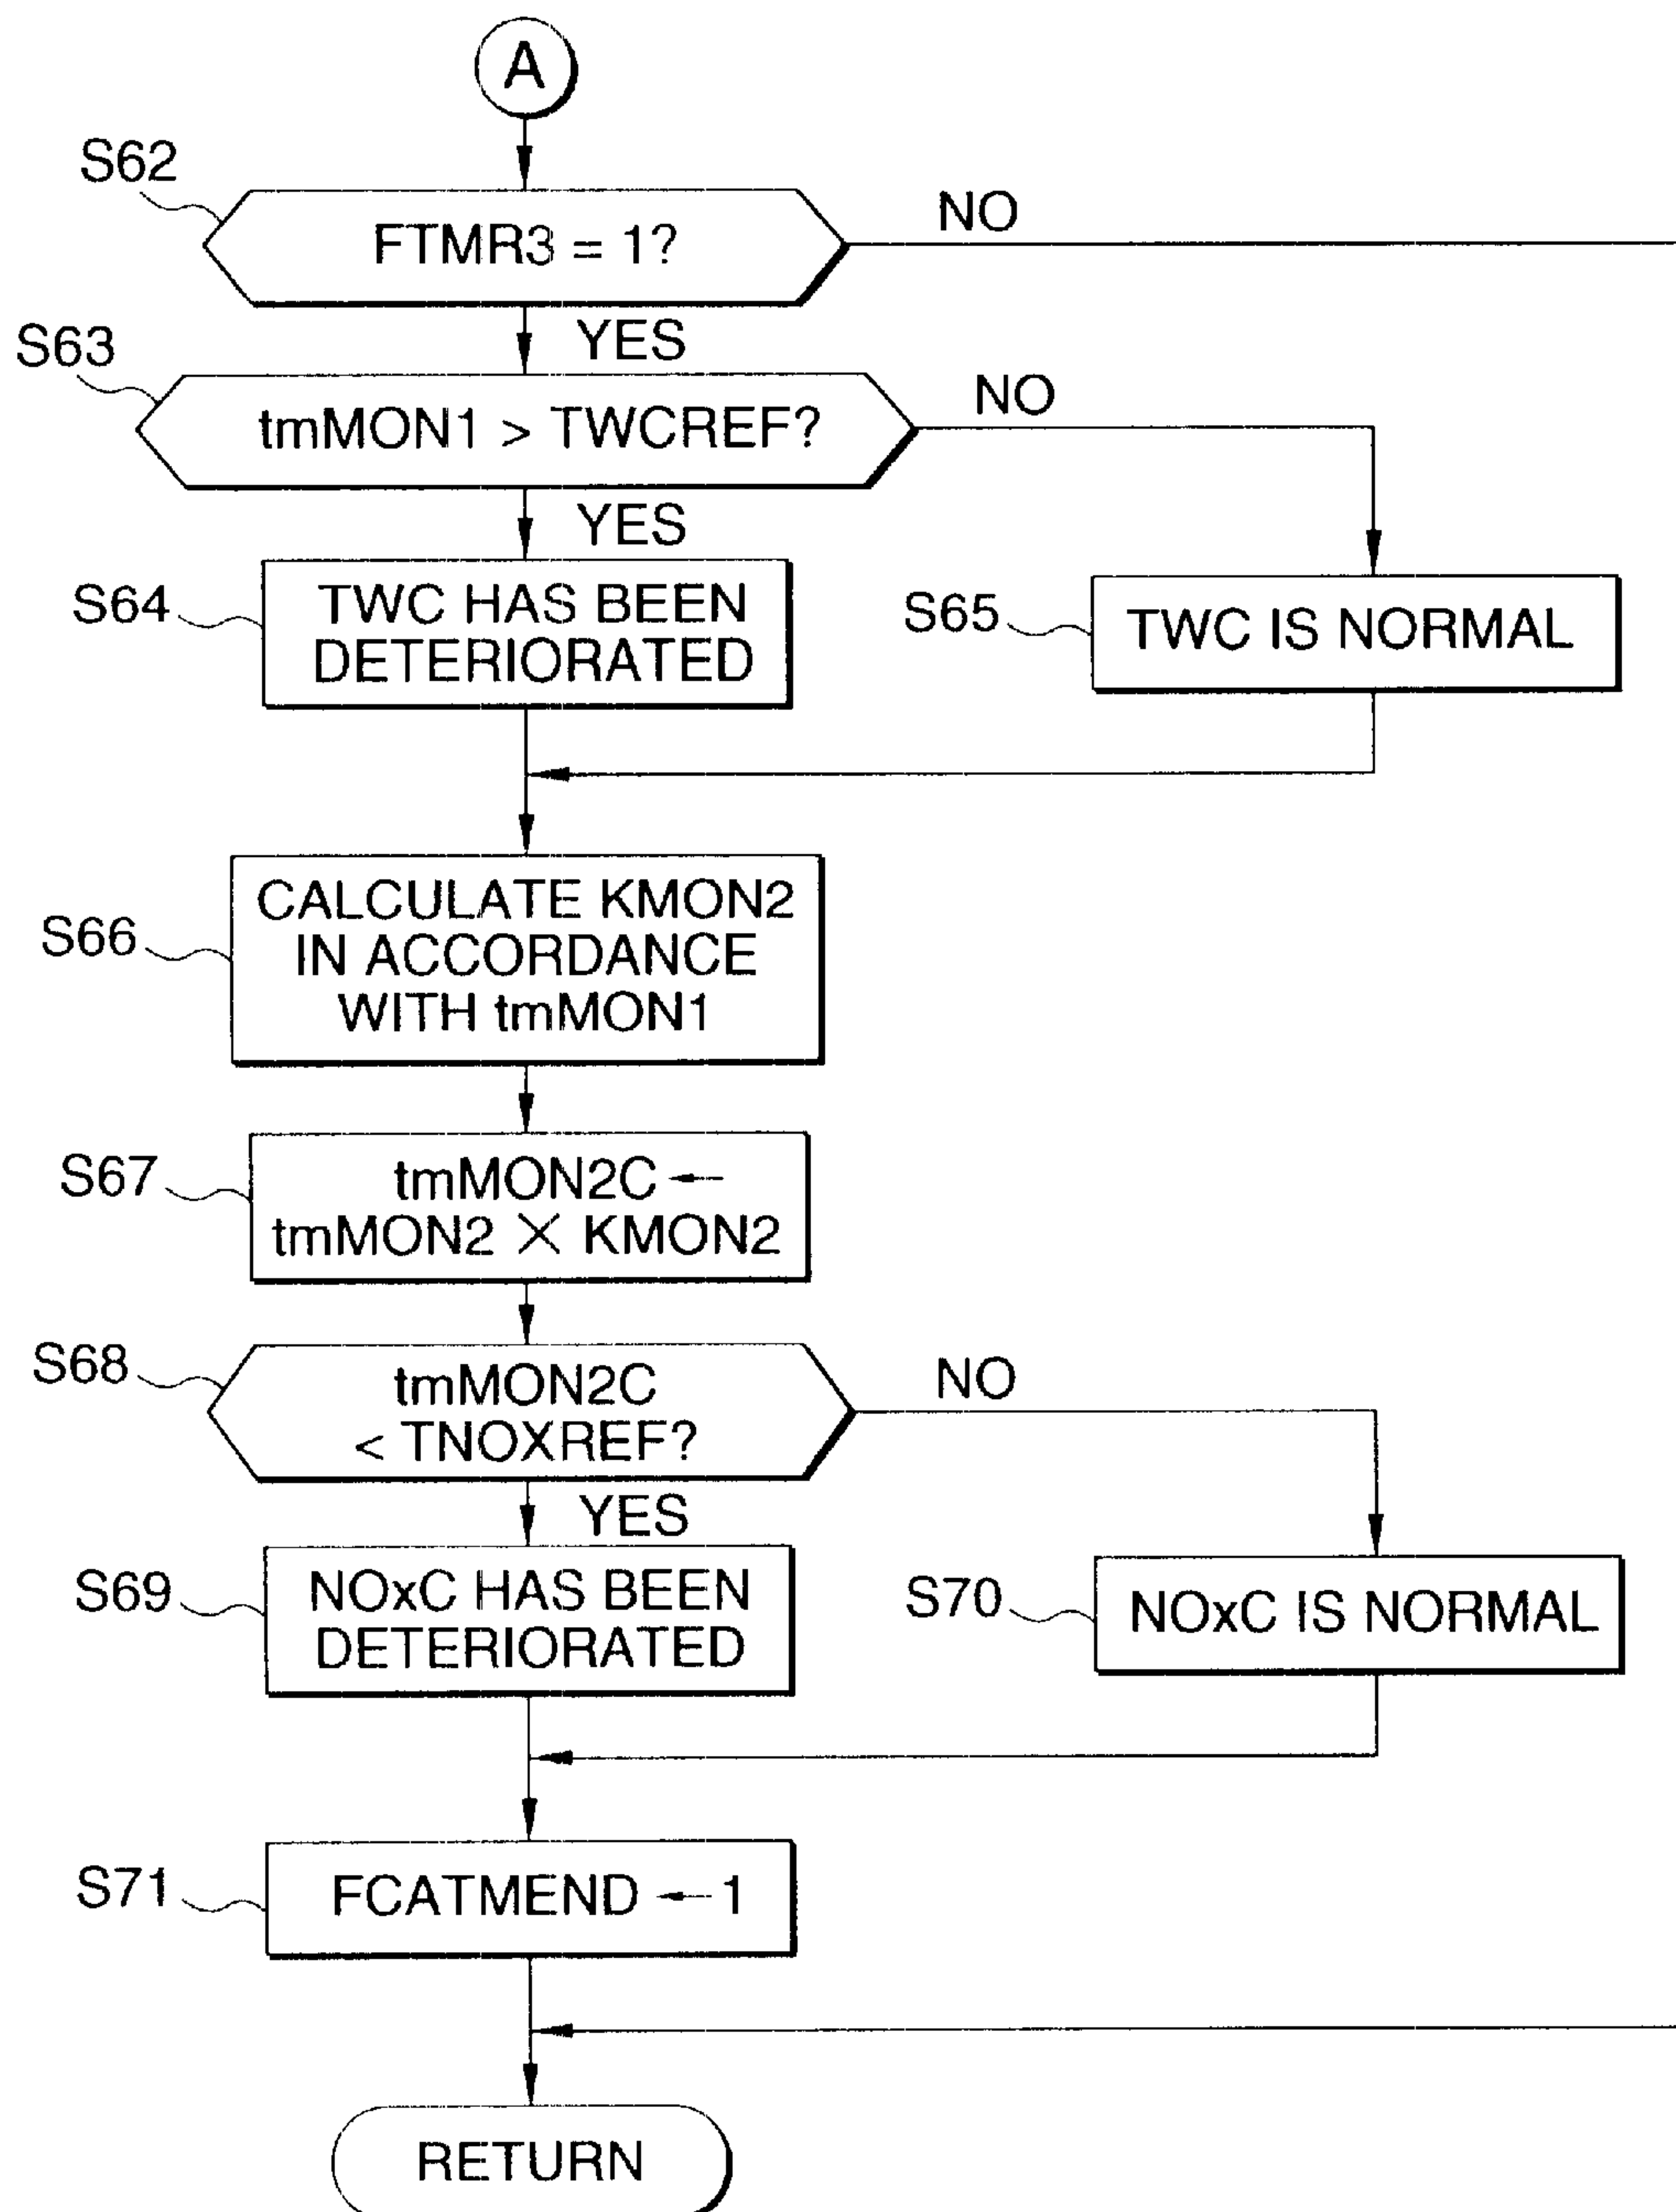 A
S62
FTMR3 = 1?
NO
YES
S63
tmMON1 > TWCREF?
NO
YES
S64
TWC HAS BEEN
DETERIORATED
S65
TWC IS NORMAL
S66
CALCULATE KMON2
IN ACCORDANCE
WITH tmMON1
S67
tmMON2C ←
tmMON2 × KMON2
S68
tmMON2C
< TNOXREF?
NO
YES
S69
NOxC HAS BEEN
DETERIORATED
S70
NOxC IS NORMAL
S71
FCATMEND ← 1
RETURN